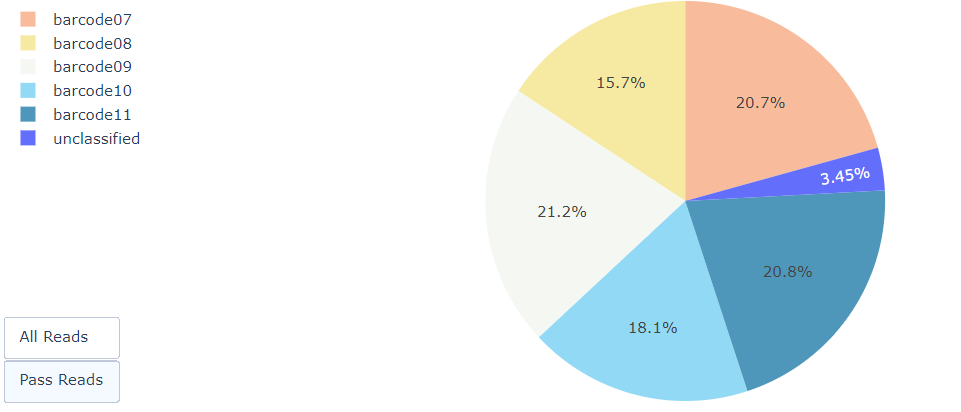 barcode07
barcode08
barcode09
barcode10
barcode11
unclassified
15.7%
20.7%
3.45%
21.2%
20.8%
18.1%
All Reads
Pass Reads